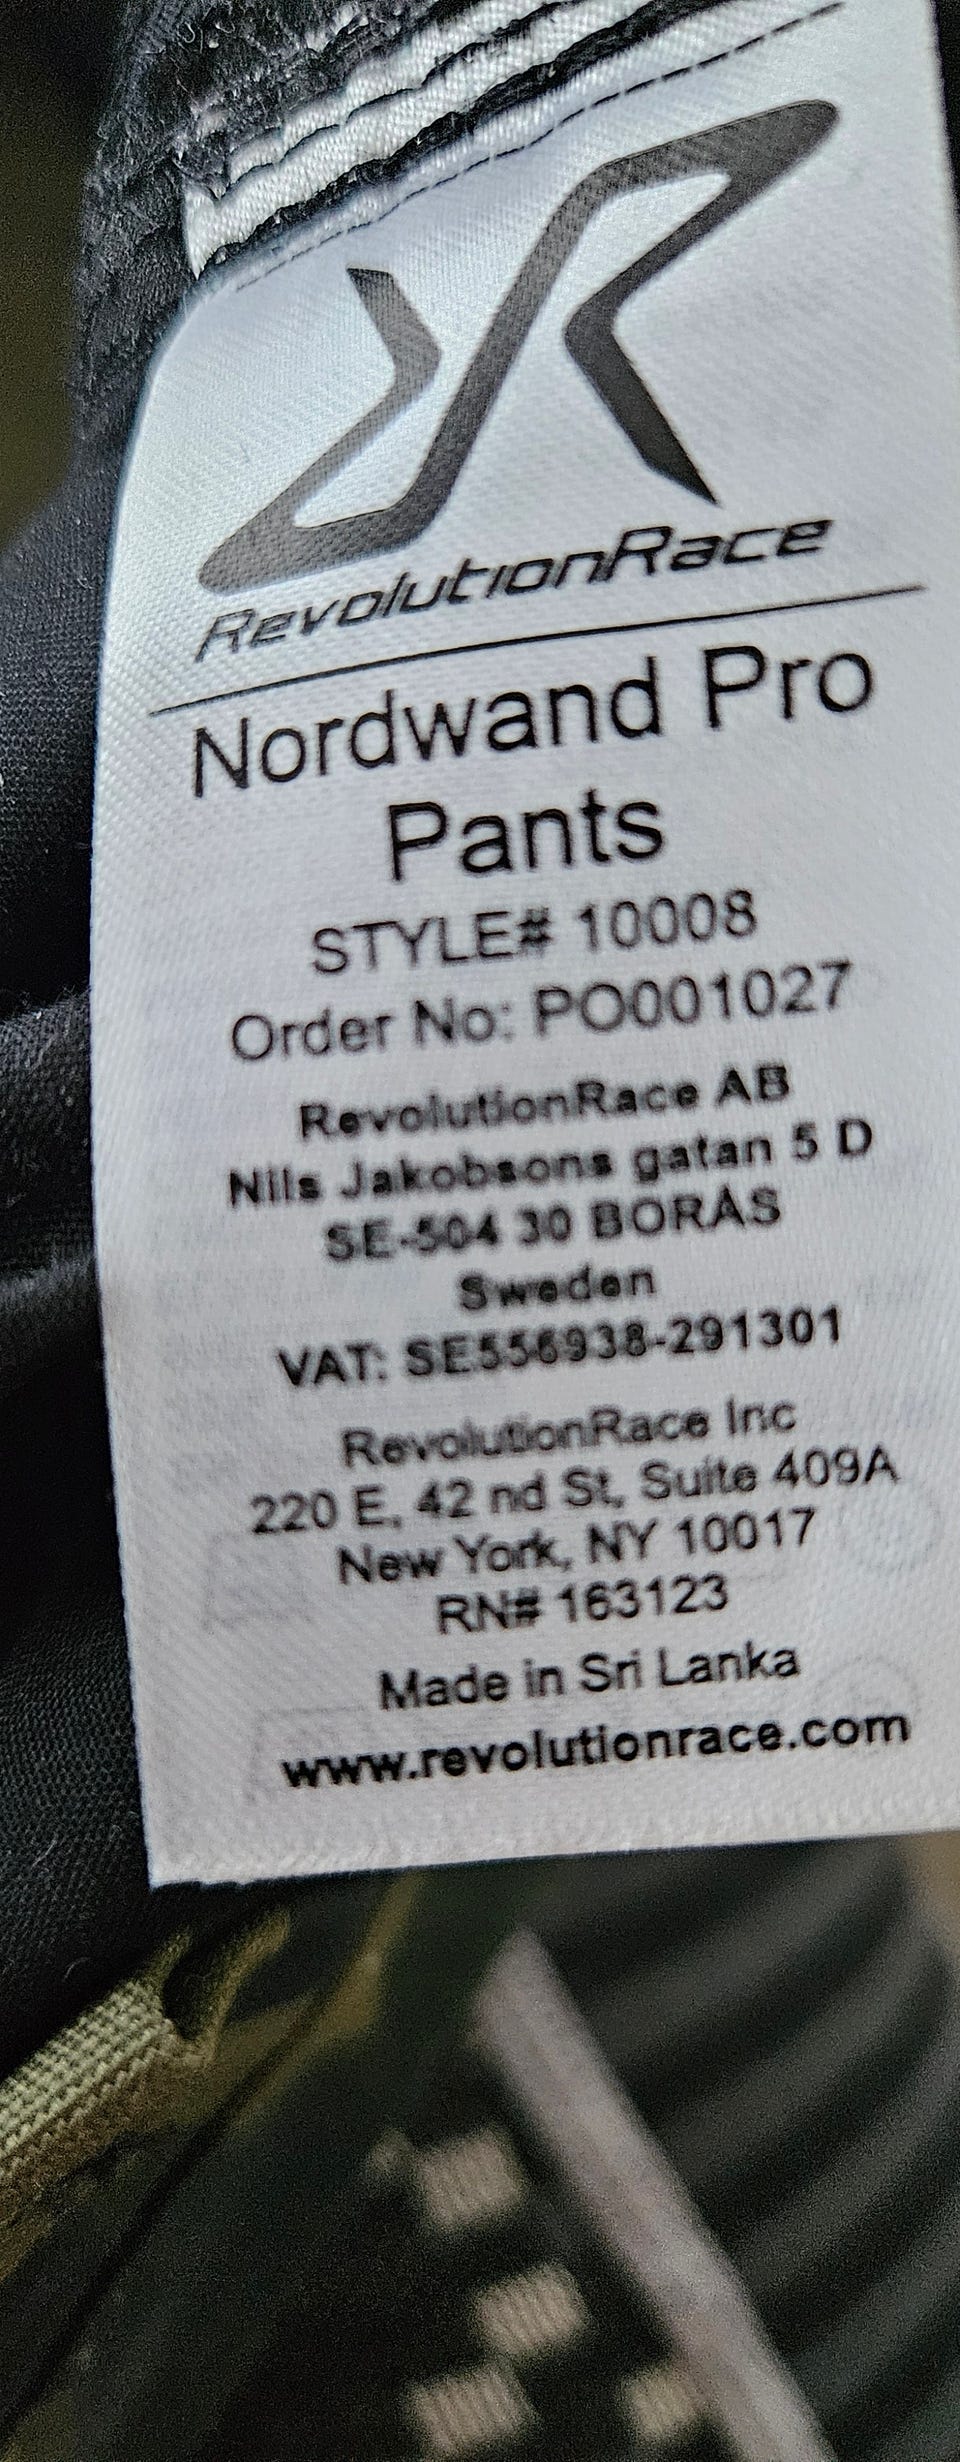 RevolutionRace
Nordwand Pro
Pants
STYLE# 10008
Order No: PO001027
RevolutionRace AB
Nils Jakobsons gatan 5 D
SE-504 30 BORÅS
Sweden
VAT: SE556938-291301
RevolutionRace Inc
220 E, 42 nd St, Suite 409A
New York, NY 10017
RN# 163123
Made in Sri Lanka
www.revolutionrace.com